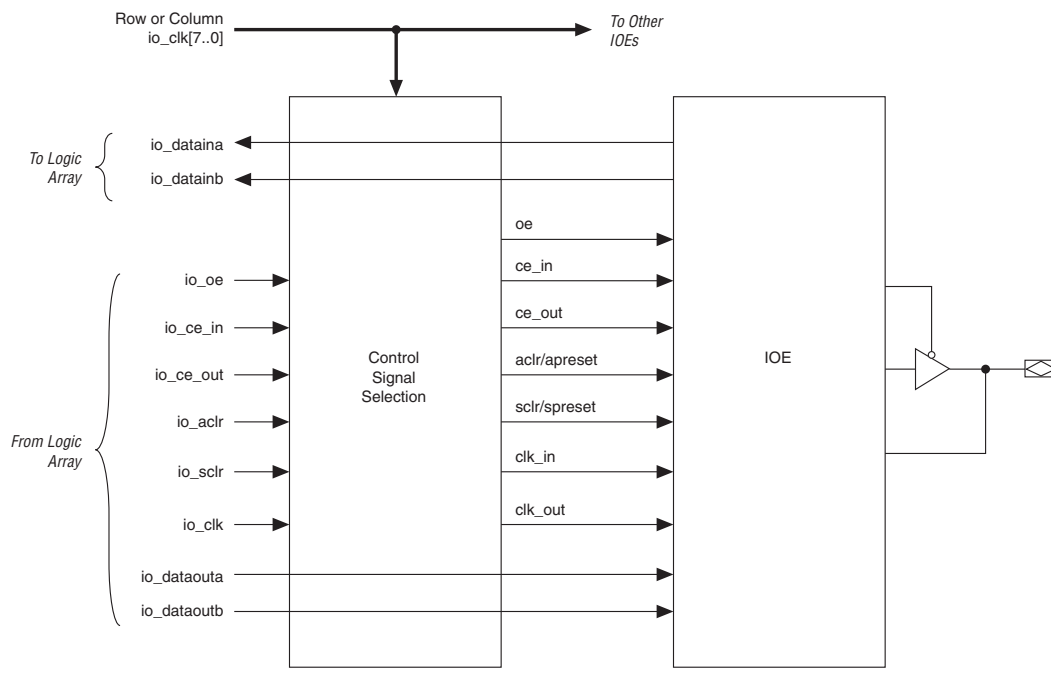 Row or Column
io_clk[7..0]
To Other
IOEs
To Logic
Array
io_dataina
io_datainb
From Logic
Array
io_oe
io_ce_in
io_ce_out
io_aclr
io_sclr
io_clk
io_dataouta
io_dataoutb
Control
Signal
Selection
oe
ce_in
ce_out
aclr/apreset
sclr/spreset
clk_in
clk_out
IOE